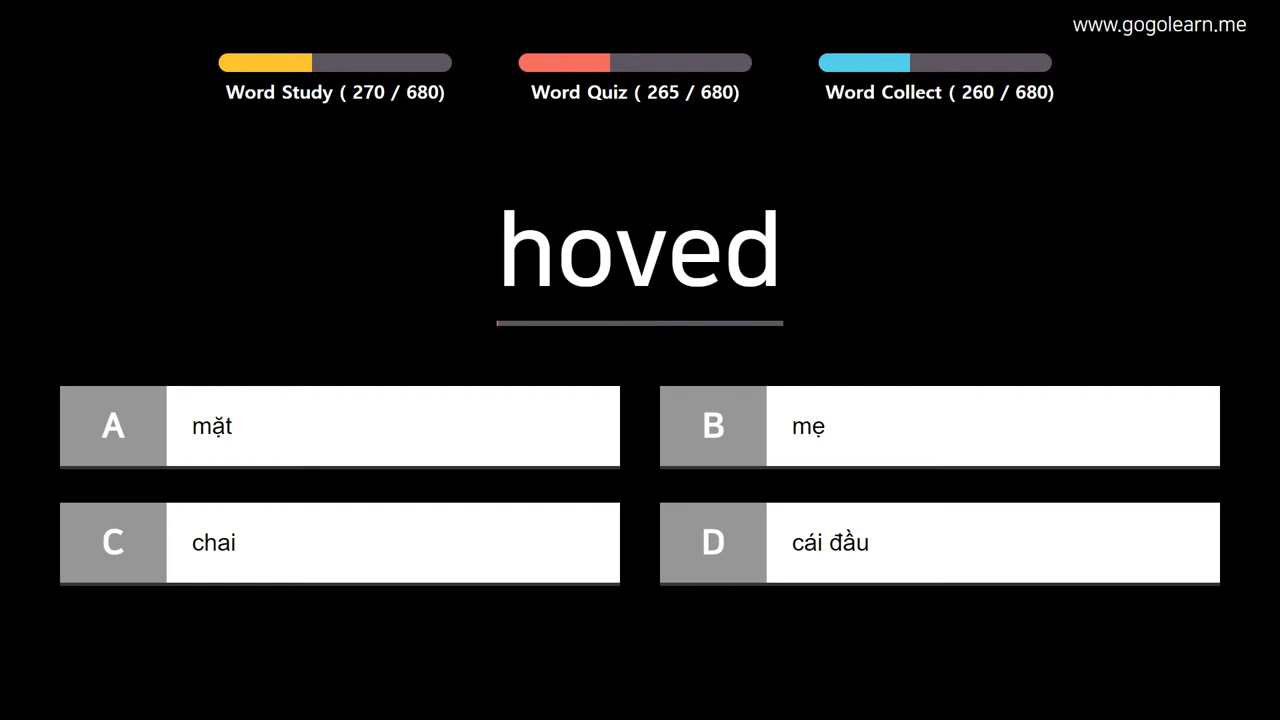 www.gogolearn.me
Word Study ( 270 / 680)
Word Quiz ( 265 / 680)
Word Collect ( 260 / 680)
hoved
A mặt
B mẹ
C chai
D cái đầu